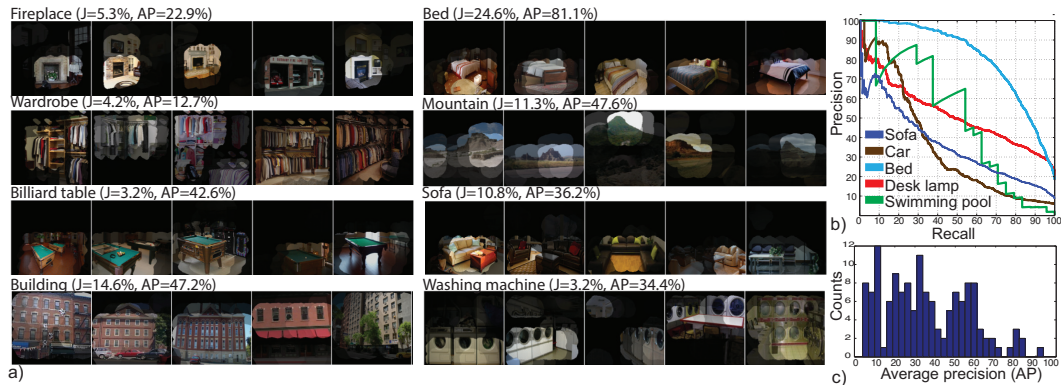 Fireplace (J=5.3%, AP=22.9%)
Wardrobe (J=4.2%, AP=12.7%)
Billiard table (J=3.2%, AP=42.6%)
Building (J=14.6%, AP=47.2%)
a)
Bed (J=24.6%, AP=81.1%)
Mountain (J=11.3%, AP=47.6%)
Sofa (J=10.8%, AP=36.2%)
Washing machine (J=3.2%, AP=34.4%)
Precision
100
90
80
70
60
50
40
30
20
10
Sofa
Car
Bed
Desk lamp
Swimming pool
0 10 20 30 40 50 60 70 80 90 100
b) Recall
Counts
12
10
8
6
4
2
0
0 10 20 30 40 50 60 70 80 90 100
c) Average precision (AP)